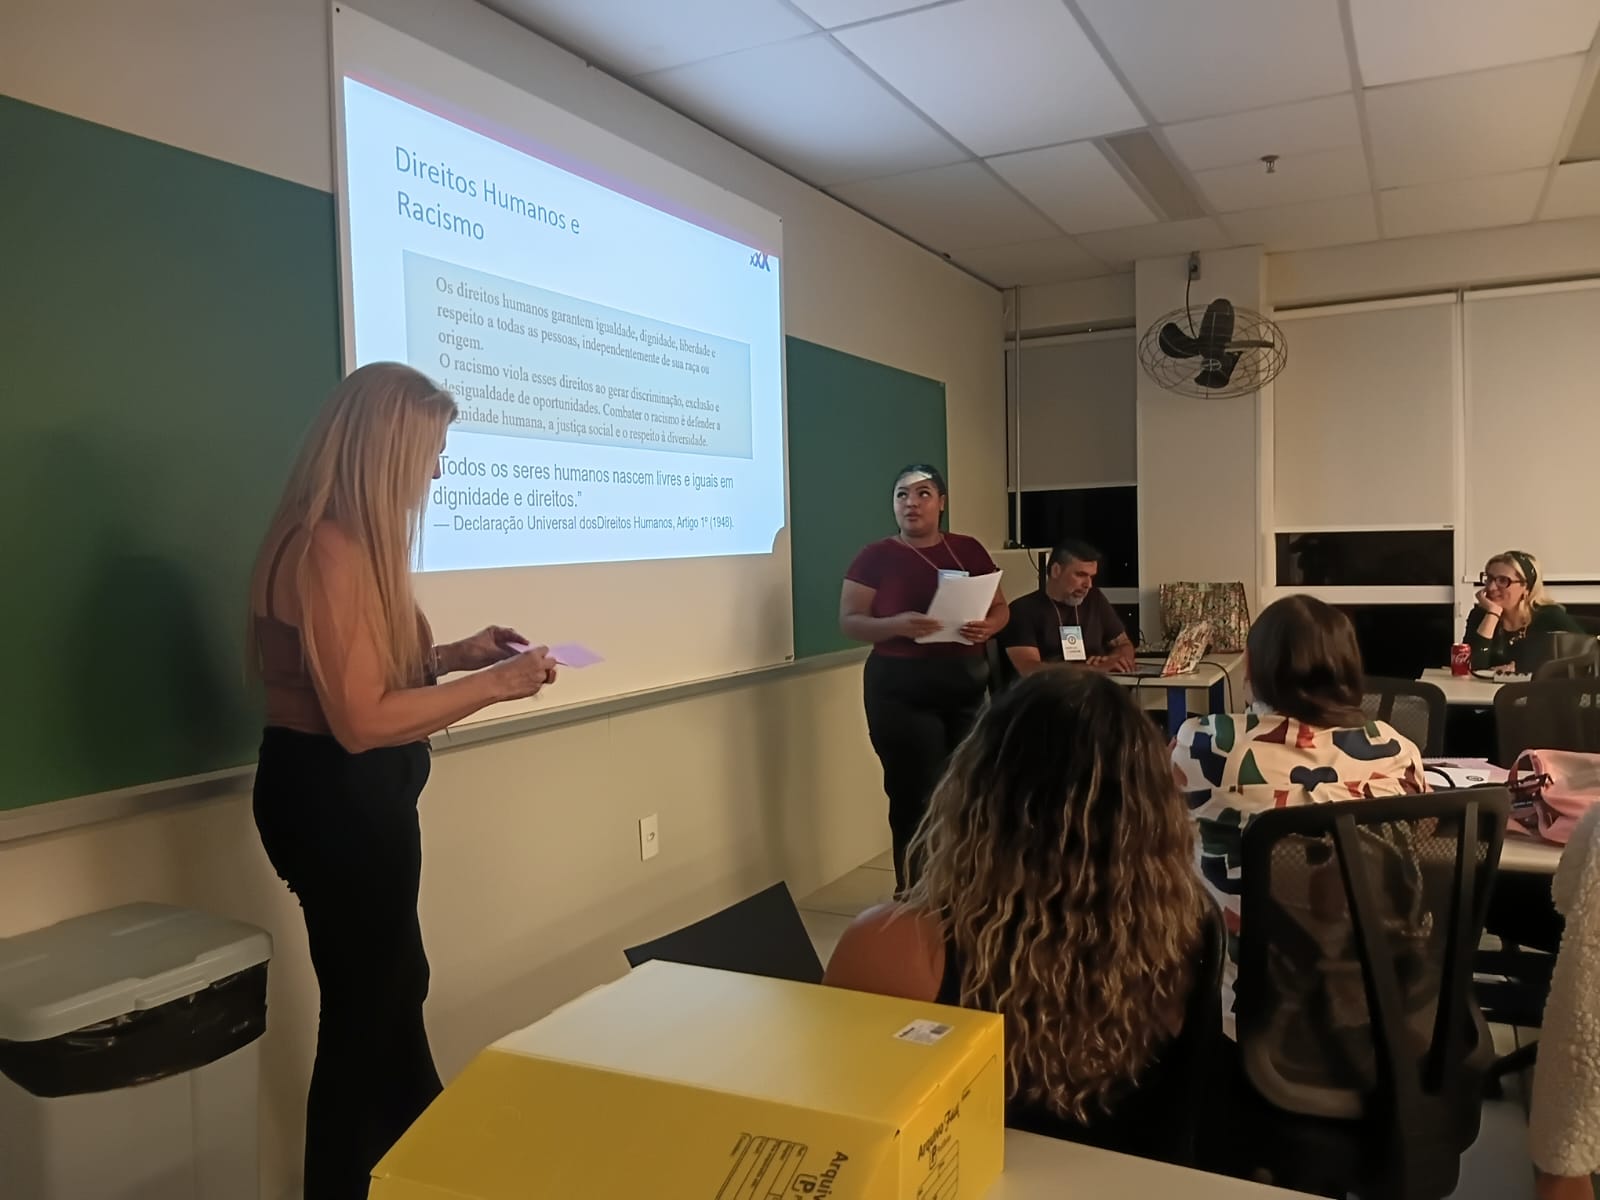 Direitos Humanos e
Racismo
xXX
Os direitos humanos garantem igualdade, dignidade, liberdade e
respeito a todas as pessoas, independentemente de sua raça ou
origem.
O racismo viola esses direitos ao gerar discriminação, exclusão e
desigualdade de oportunidades. Combater o racismo é defender a
gnidade humana, a justiça social e o respeito à diversidade.
Todos os seres humanos nascem livres e iguais em
dignidade e direitos."
— Declaração Universal dosDireitos Humanos, Artigo 1º (1948).
Arquivo
Arquiv